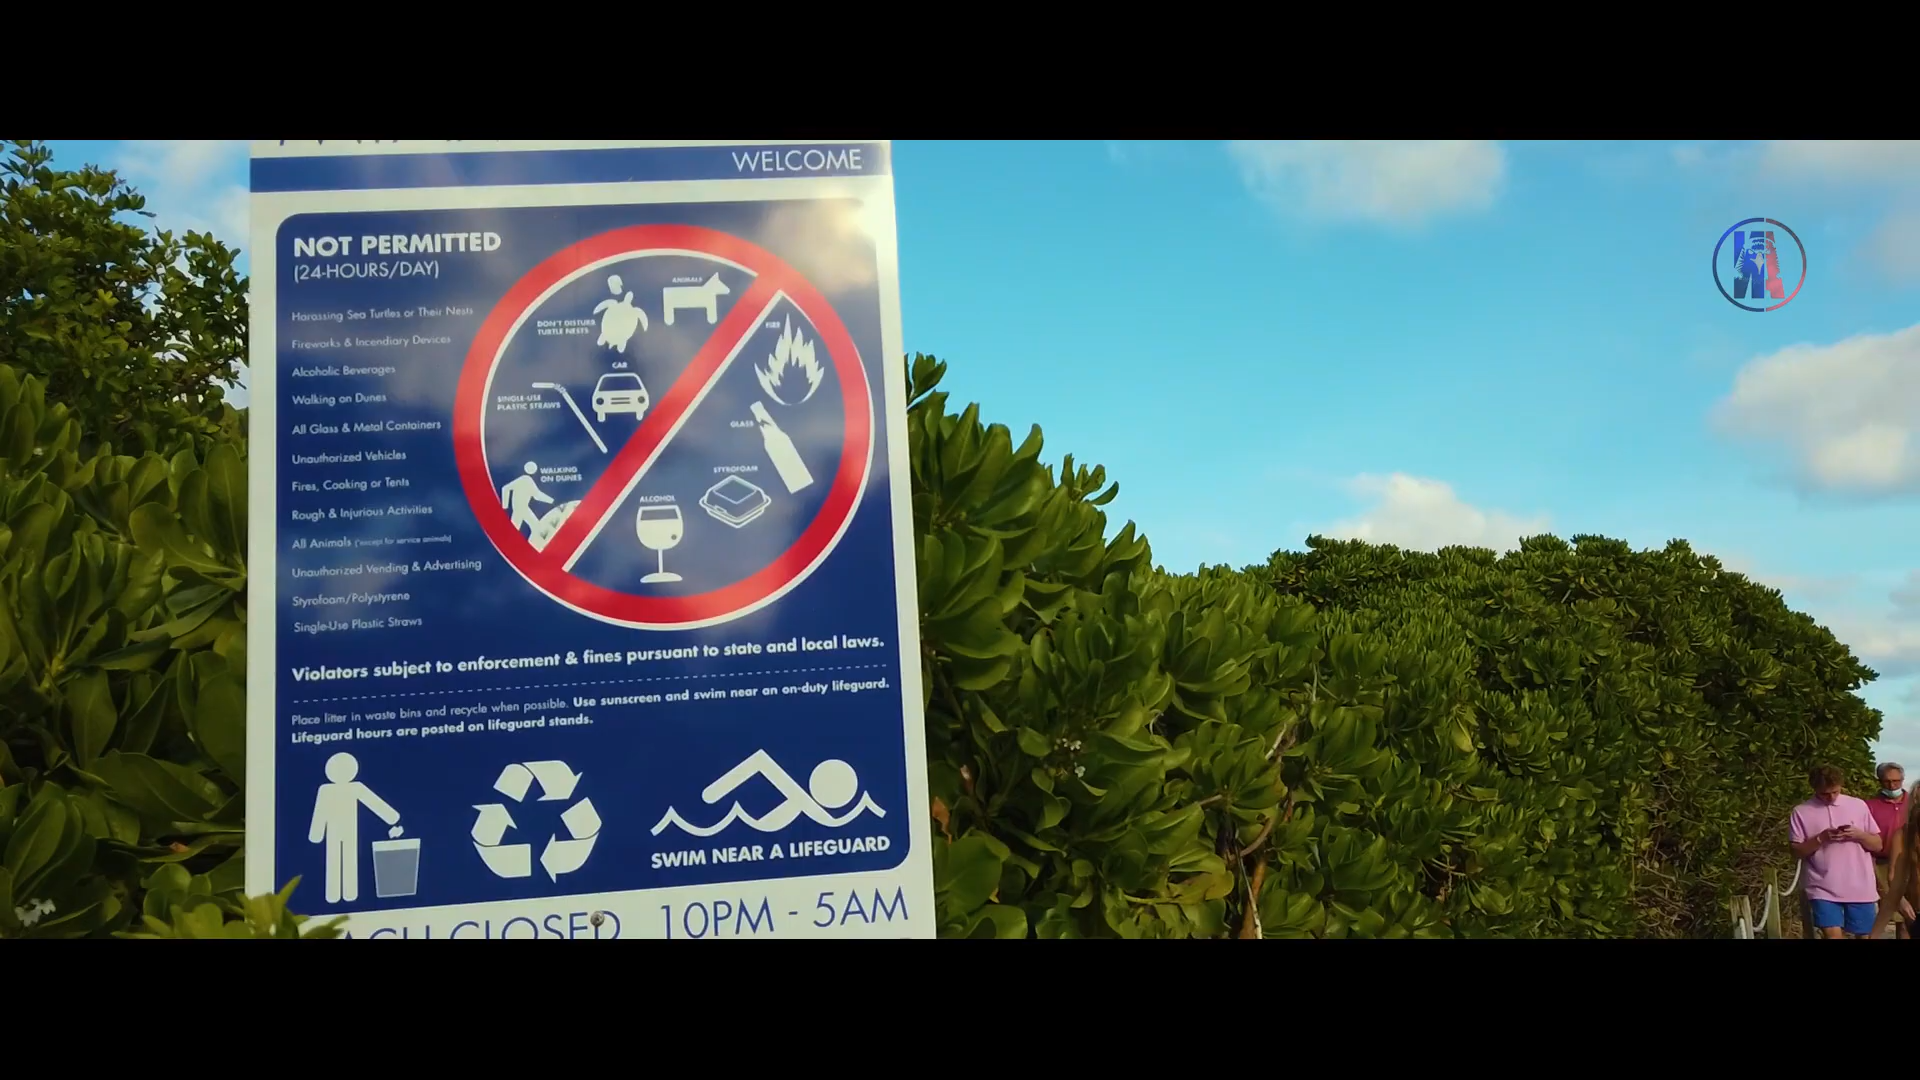 WELCOME
NOT PERMITTED
(24-HOURS/DAY)
Harassing Sea Turtles or Their Nests
Fireworks & Incendiary Devices
Alcoholic Beverages
Walking on Dunes
All Glass & Metal Containers
Unauthorized Vehicles
Fires, Cooking or Tents
Rough & Injurious Activities
All Animals (*except for service animals)
Unauthorized Vending & Advertising
Styrofoam/Polystyrene
Single-Use Plastic Straws
ANIMALS
DON'T DISTURB
TURTLE NESTS
FIRE
CAR
SINGLE-USE
PLASTIC STRAWS
GLASS
WALKING
ON DUNES
STYROFOAM
ALCOHOL
Violators subject to enforcement & fines pursuant to state and local laws.
Place litter in waste bins and recycle when possible. Use sunscreen and swim near an on-duty lifeguard.
Lifeguard hours are posted on lifeguard stands.
SWIM NEAR A LIFEGUARD
CLOSED 10PM - 5AM